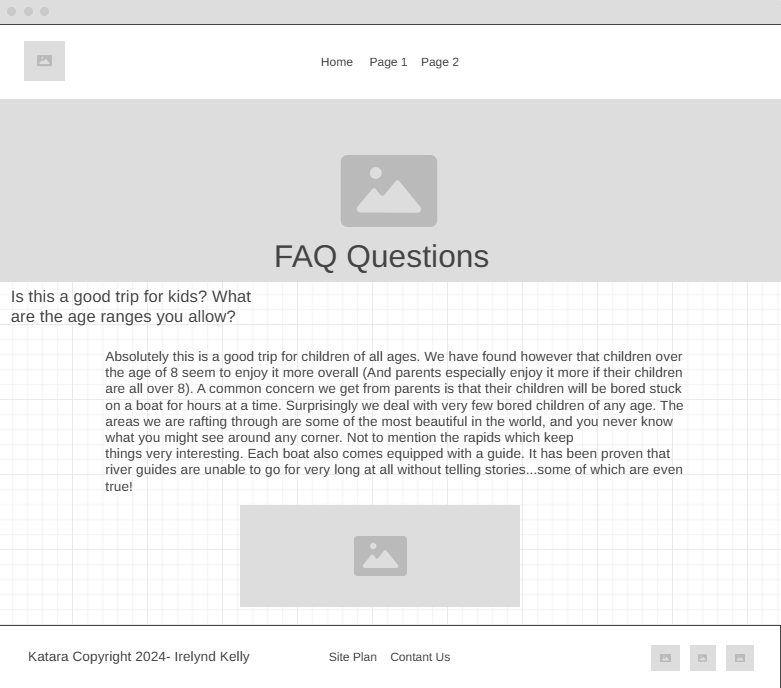 Home Page 1 Page 2
FAQ Questions
Is this a good trip for kids? What
are the age ranges you allow?
Absolutely this is a good trip for children of all ages. We have found however that children over
the age of 8 seem to enjoy it more overall (And parents especially enjoy it more if their children
are all over 8). A common concern we get from parents is that their children will be bored stuck
on a boat for hours at a time. Surprisingly we deal with very few bored children of any age. The
areas we are rafting through are some of the most beautiful in the world, and you never know
what you might see around any corner. Not to mention the rapids which keep
things very interesting. Each boat also comes equipped with a guide. It has been proven that
river guides are unable to go for very long at all without telling stories...some of which are even
true!
Katara Copyright 2024- Irelynd Kelly
Site Plan Contant Us